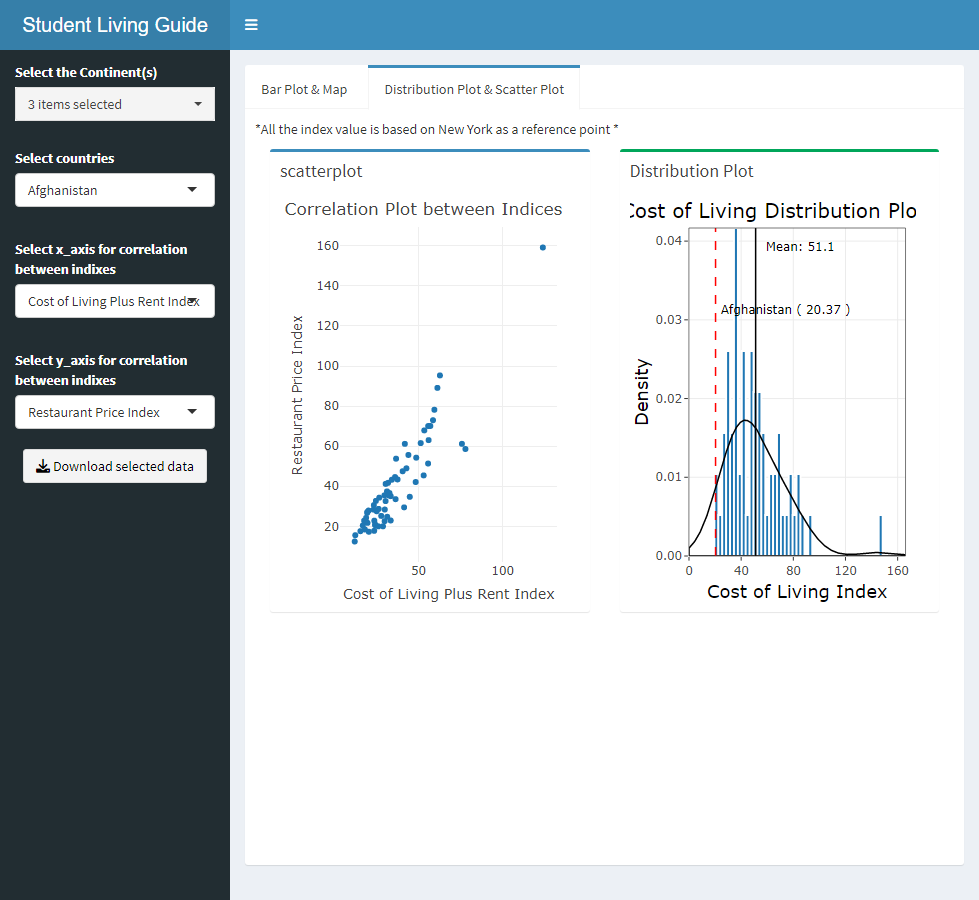 Student Living Guide
Select the Continent(s)
3 items selected
Select countries
Afghanistan
Select x_axis for correlation
between indixes
Cost of Living Plus Rent Index
Select y_axis for correlation
between indixes
Restaurant Price Index
Download selected data
Bar Plot & Map
Distribution Plot & Scatter Plot
*All the index value is based on New York as a reference point *
scatterplot
Correlation Plot between Indices
160
140
120
100
80
60
40
20
Restaurant Price Index
50
100
Cost of Living Plus Rent Index
Distribution Plot
Cost of Living Distribution Plo
0.04
0.03
0.02
0.01
0.00
Density
Mean: 51.1
Afghanistan ( 20.37 )
0
40
80
120
160
Cost of Living Index